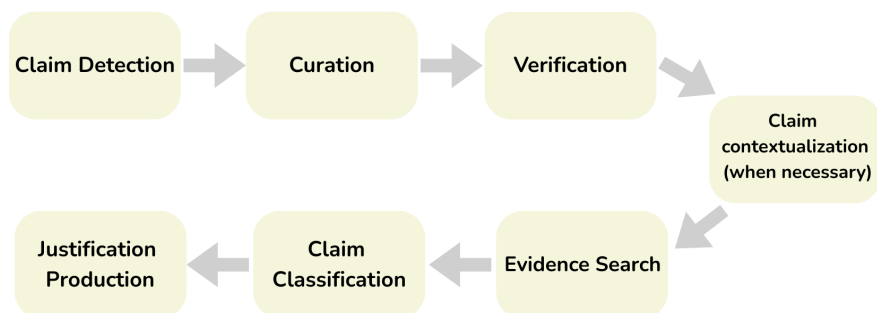 Claim Detection
Curation
Verification
Claim
contextualization
(when necessary)
Evidence Search
Claim
Classification
Justification
Production